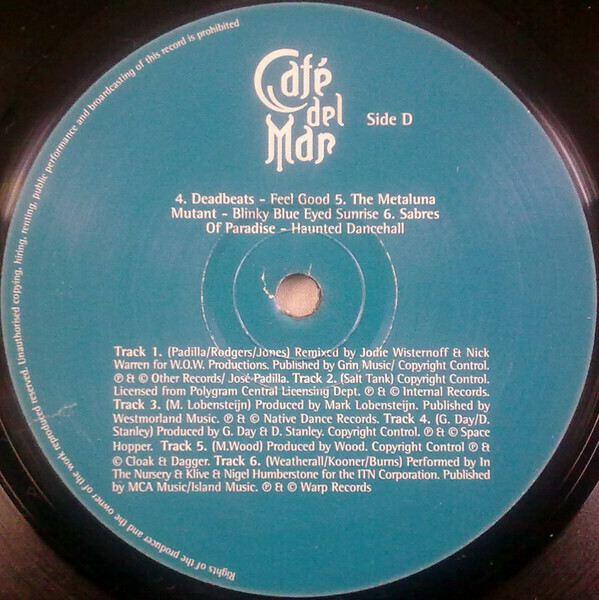 Café
del
Mar
Side D
4. Deadbeats - Feel Good 5. The Metaluna
Mutant - Blinky Blue Eyed Sunrise 6. Sabres
Of Paradise - Haunted Dancehall
Track 1. (Padilla/Rodgers/Jones) Remixed by Jodie Wisternoff & Nick
Warren for W.O.W. Productions. Published by Grin Music/ Copyright Control.
℗ & © Other Records/ José Padilla. Track 2. (Salt Tank) Copyright Control.
Licensed from Polygram Central Licensing Dept. ℗ & © Internal Records.
Track 3. (M. Lobensteijn) Produced by Mark Lobensteijn. Published by
Westmorland Music. ℗ & © Native Dance Records. Track 4. (G. Day/D.
Stanley) Produced by G. Day & D. Stanley. Copyright Control. ℗ & © Space
Hopper. Track 5. (M.Wood) Produced by Wood. Copyright Control ℗ &
© Cloak & Dagger. Track 6. (Weatherall/Kooner/Burns) Performed by In
The Nursery & Klive & Nigel Humberstone for the ITN Corporation. Published
by MCA Music/Island Music. ℗ & © Warp Records
Rights of the producer and the owner of the work reproduced reserved. Unauthorised copying, hiring, renting, public performance and broadcasting of this record is prohibited